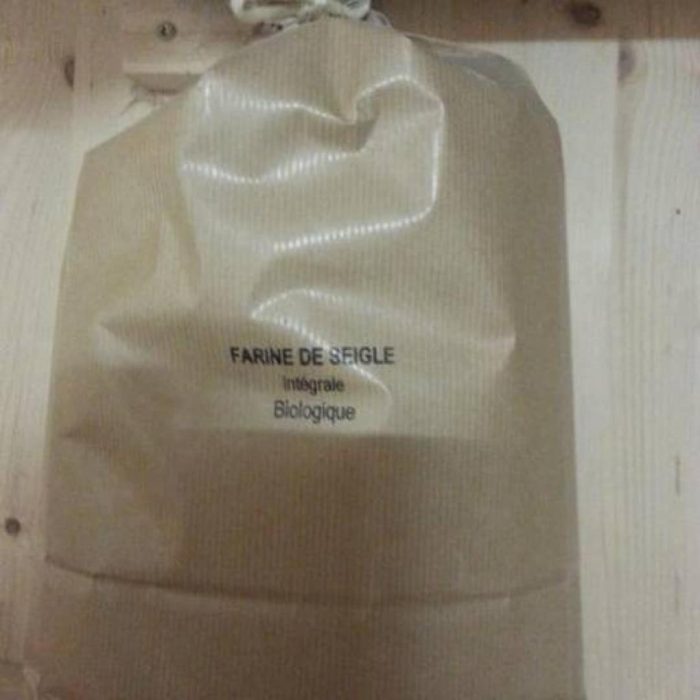 FARINE DE SEIGLE
Intégrale
Biologique